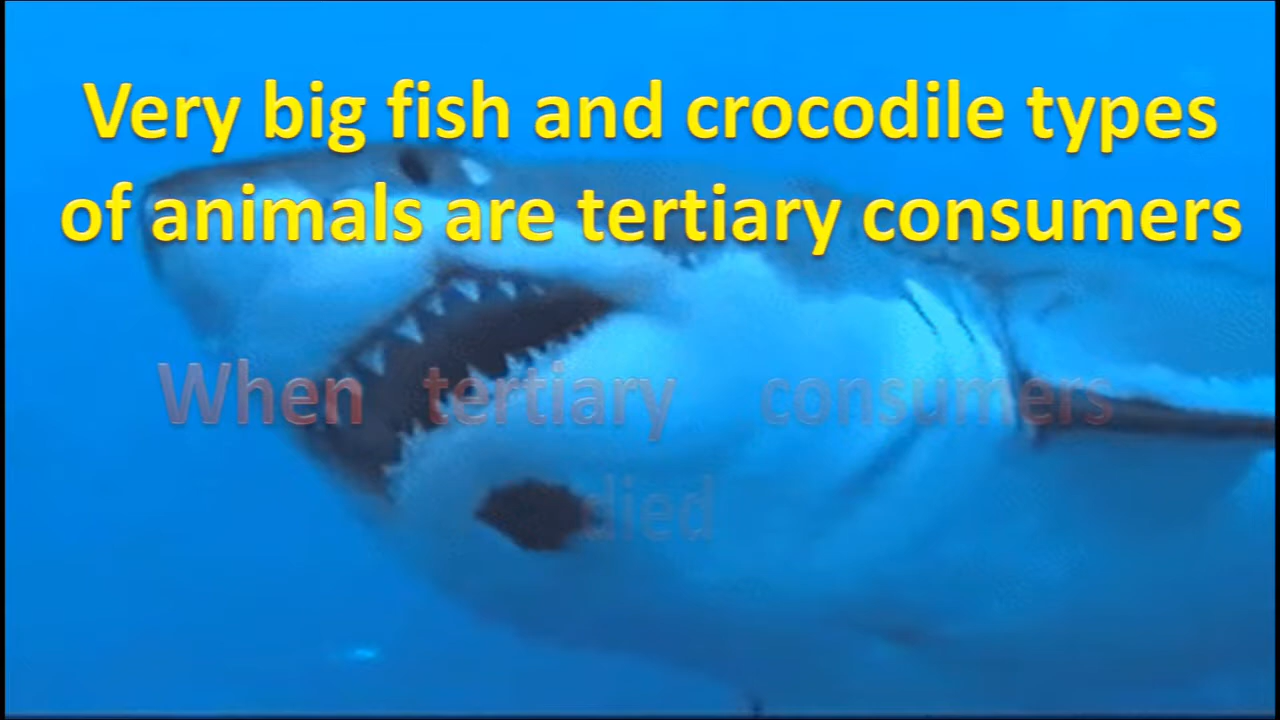 Very big fish and crocodile types
of animals are tertiary consumers
When tertiary consumers
died